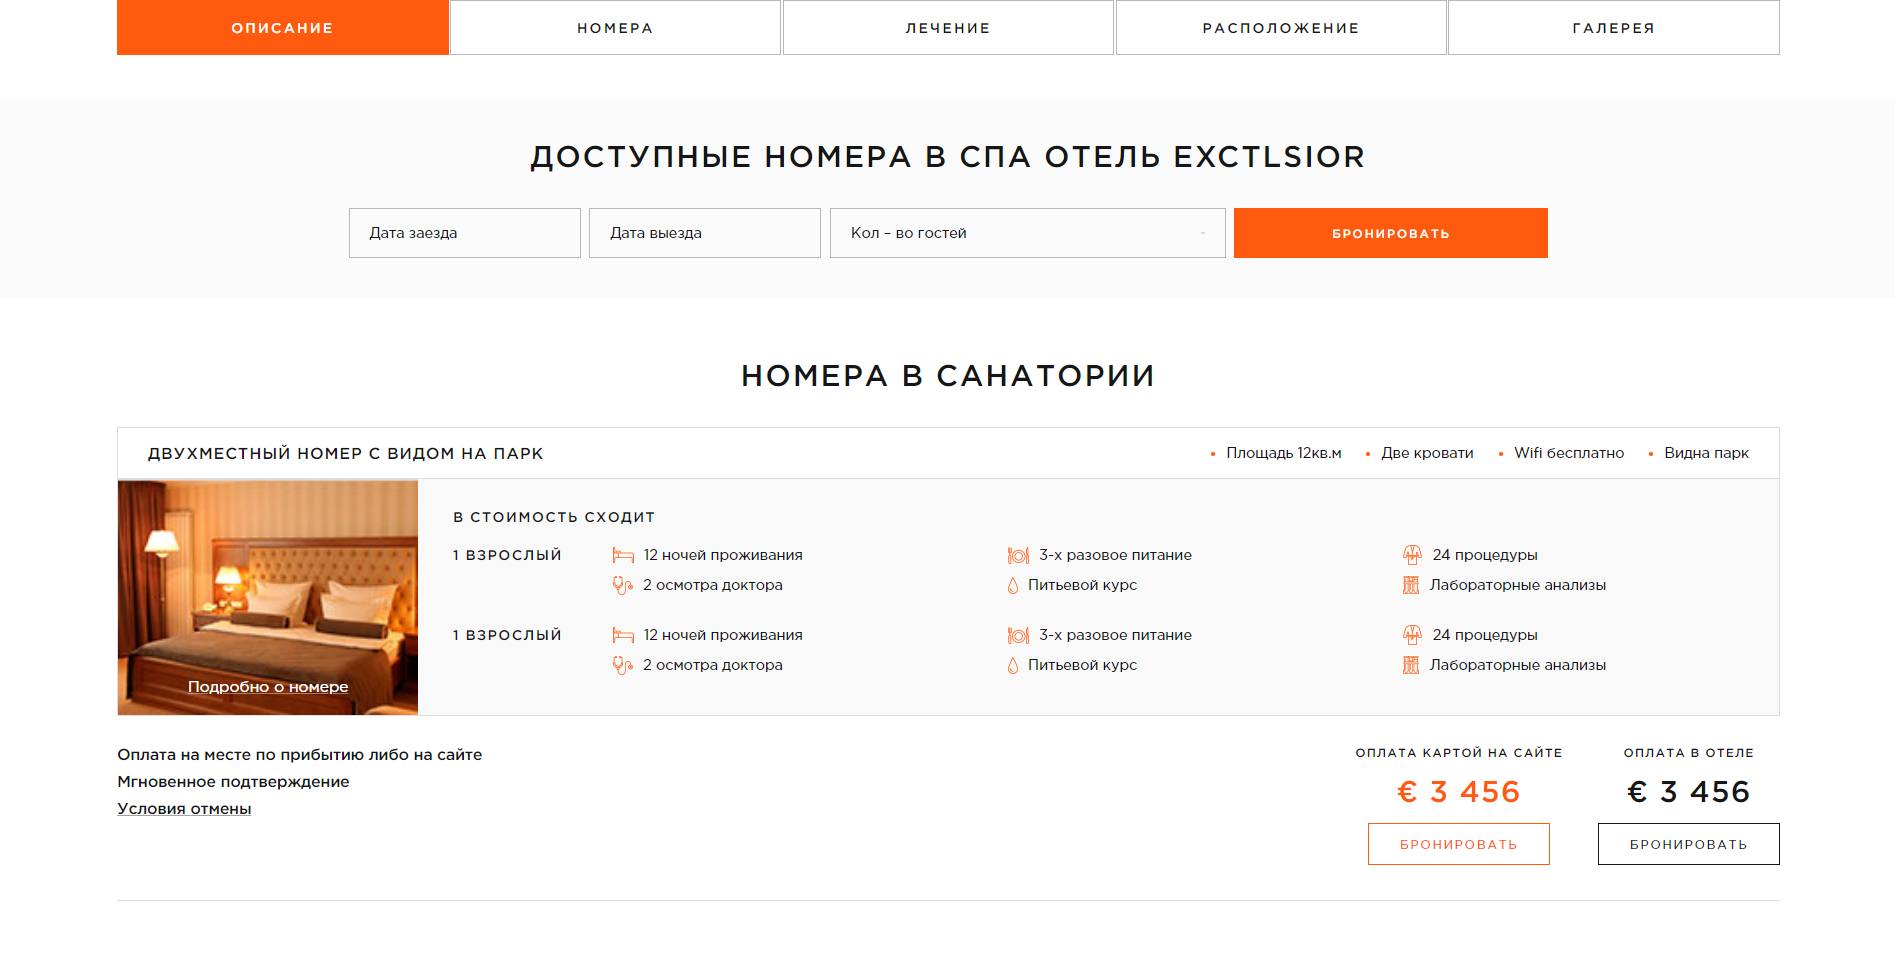 ОПИСАНИЕ НОМЕРА ЛЕЧЕНИЕ РАСПОЛОЖЕНИЕ ГАЛЕРЕЯ
ДОСТУПНЫЕ НОМЕРА В СПА ОТЕЛЬ EXCTLSIOR
Дата заезда Дата выезда Кол – во гостей БРОНИРОВАТЬ
НОМЕРА В САНАТОРИИ
ДВУХМЕСТНЫЙ НОМЕР С ВИДОМ НА ПАРК • Площадь 12кв.м • Две кровати • Wifi бесплатно • Видна парк
В СТОИМОСТЬ СХОДИТ
1 ВЗРОСЛЫЙ 12 ночей проживания 3-х разовое питание 24 процедуры
2 осмотра доктора Питьевой курс Лабораторные анализы
1 ВЗРОСЛЫЙ 12 ночей проживания 3-х разовое питание 24 процедуры
2 осмотра доктора Питьевой курс Лабораторные анализы
Подробно о номере
Оплата на месте по прибытию либо на сайте
Мгновенное подтверждение
Условия отмены
ОПЛАТА КАРТОЙ НА САЙТЕ ОПЛАТА В ОТЕЛЕ
€ 3 456 € 3 456
БРОНИРОВАТЬ БРОНИРОВАТЬ